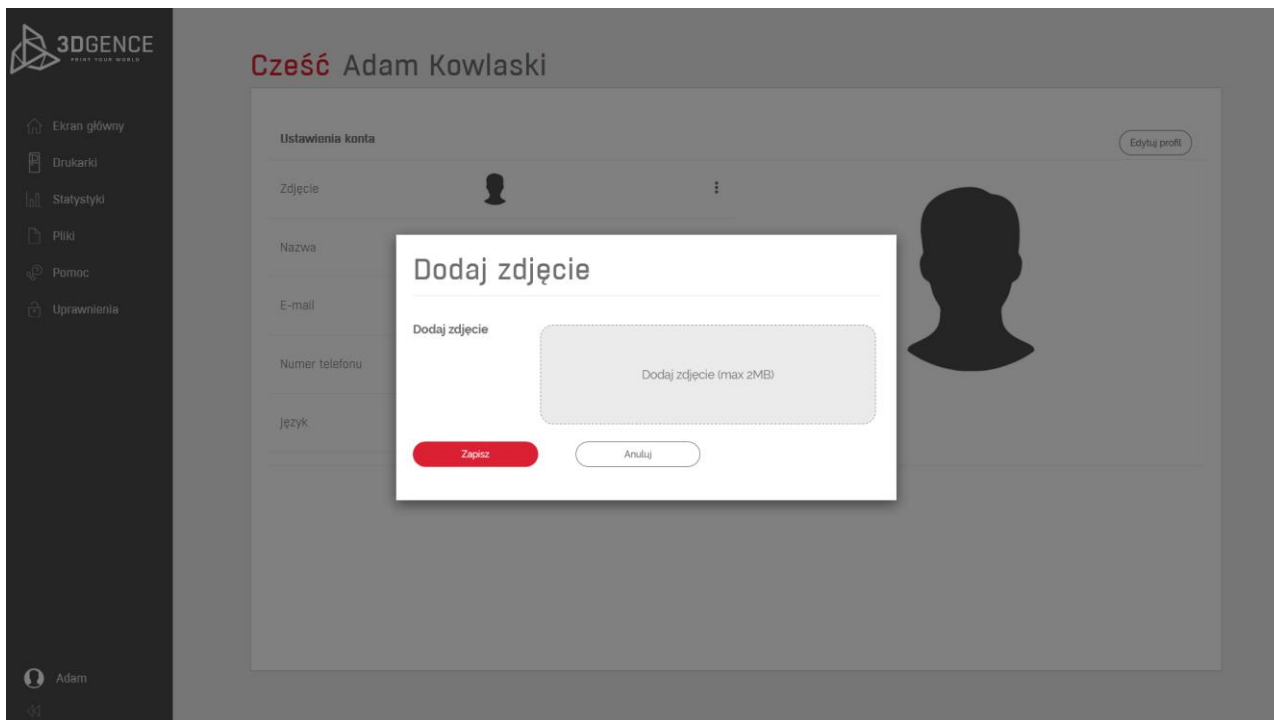 3DGENCE
PRINT YOUR WORLD
Cześć Adam Kowlaski
Ekran główny
Drukarki
Statystyki
Pliki
Pomoc
Uprawnienia
Ustawienia konta
Edytuj profil
Zdjęcie
Nazwa
E-mail
Numer telefonu
Język
Dodaj zdjęcie
Dodaj zdjęcie
Dodaj zdjęcie (max 2MB)
Zapisz
Anuluj
Adam